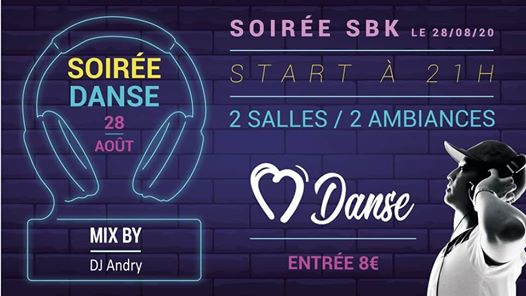 SOIRÉE
DANSE
28
AOÛT
MIX BY
DJ Andry
SOIRÉE SBK LE 28/08/20
START À 21H
2 SALLES / 2 AMBIANCES
M Danse
ENTRÉE 8€